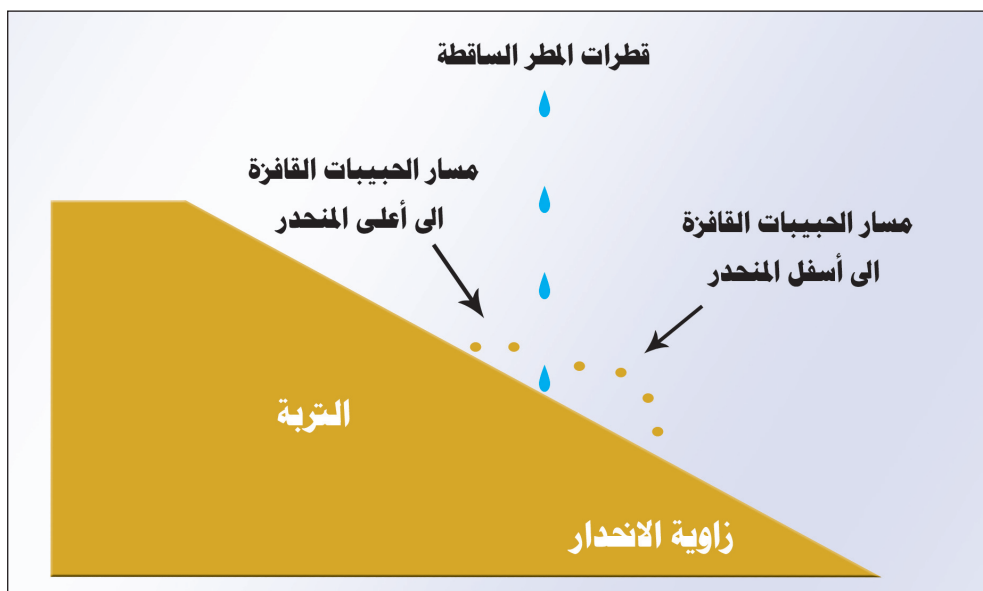 قطرات المطر الساقطة
مسار الحبيبات القافزة
الى أعلى المنحدر
مسار الحبيبات القافزة
الى أسفل المنحدر
التربة
زاوية الانحدار